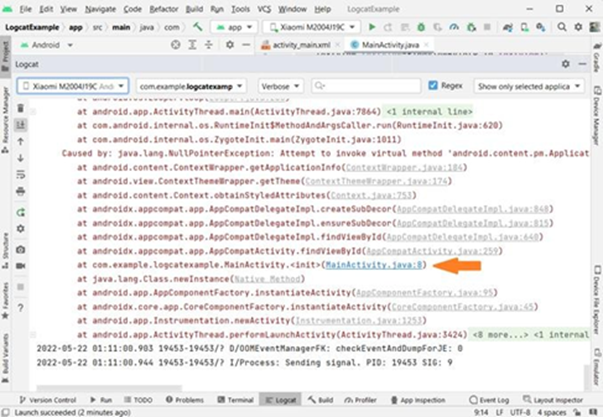 File Edit View Navigate Code Refactor Build Run Tools VCS Window Help LogcatExample
LogcatExample app src main java com example app Xiaomi M2004J19C
Android activity_main.xml MainActivity.java
Logcat
Xiaomi M2004J19C And com.example.logcatexamp Verbose Regex Show only selected applica
at android.app.ActivityThread.main(ActivityThread.java:7864) <1 internal line>
at com.android.internal.os.RuntimeInit$MethodAndArgsCaller.run(RuntimeInit.java:620)
at com.android.internal.os.ZygoteInit.main(ZygoteInit.java:1011)
Caused by: java.lang.NullPointerException: Attempt to invoke virtual method 'android.content.pm.Applicat
at android.content.ContextWrapper.getApplicationInfo(ContextWrapper.java:184)
at android.view.ContextThemeWrapper.getTheme(ContextThemeWrapper.java:174)
at android.content.Context.obtainStyledAttributes(Context.java:753)
at androidx.appcompat.app.AppCompatDelegateImpl.createSubDecor(AppCompatDelegateImpl.java:848)
at androidx.appcompat.app.AppCompatDelegateImpl.ensureSubDecor(AppCompatDelegateImpl.java:815)
at androidx.appcompat.app.AppCompatDelegateImpl.findViewById(AppCompatDelegateImpl.java:640)
at androidx.appcompat.app.AppCompatActivity.findViewById(AppCompatActivity.java:259)
at com.example.logcatexample.MainActivity.<init>(MainActivity.java:8)
at java.lang.Class.newInstance(Native Method)
at android.app.AppComponentFactory.instantiateActivity(AppComponentFactory.java:95)
at androidx.core.app.CoreComponentFactory.instantiateActivity(CoreComponentFactory.java:45)
at android.app.Instrumentation.newActivity(Instrumentation.java:1253)
at android.app.ActivityThread.performLaunchActivity(ActivityThread.java:3424) <8 more...> <1 internal
2022-05-22 01:11:00.903 19453-19453/? D/OOMEventManagerFK: checkEventAndDumpForJE: 0
2022-05-22 01:11:00.944 19453-19453/? I/Process: Sending signal. PID: 19453 SIG: 9
Project
Resource Manager
Structure
Favorites
Build Variants
Gradle
Device Manager
Device File Explorer
Emulator
Version Control Run TODO Problems Terminal Logcat Build Profiler App Inspection Event Log Layout Inspector
Launch succeeded (2 minutes ago) 9:14 LF UTF-8 4 spaces